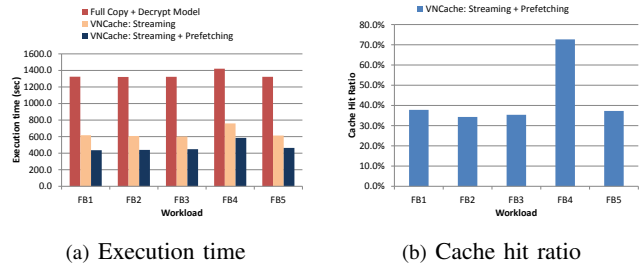 Full Copy + Decrypt Model
VNCache: Streaming
VNCache: Streaming + Prefetching
1600.0
1400.0
1200.0
1000.0
800.0
600.0
400.0
200.0
0.0
Execution time (sec)
FB1 FB2 FB3 FB4 FB5
Workload
(a) Execution time
VNCache: Streaming + Prefetching
80.0%
70.0%
60.0%
50.0%
40.0%
30.0%
20.0%
10.0%
0.0%
Cache Hit Ratio
FB1 FB2 FB3 FB4 FB5
Workload
(b) Cache hit ratio